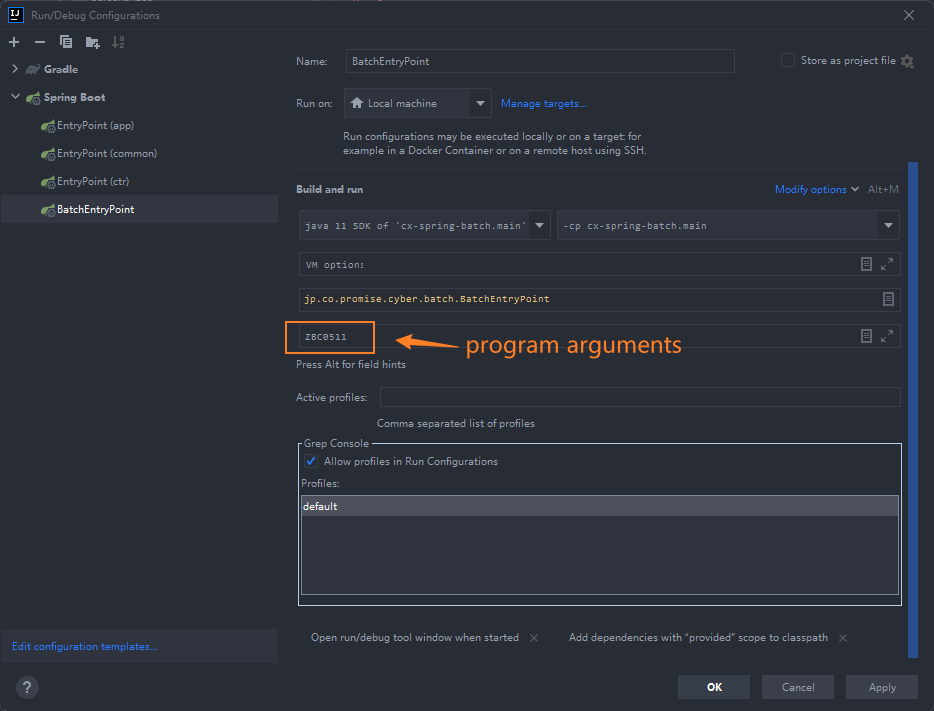 Run/Debug Configurations
Gradle
Spring Boot
EntryPoint (app)
EntryPoint (common)
EntryPoint (ctr)
BatchEntryPoint
Edit configuration templates...
?
Name:
BatchEntryPoint
Store as project file
Run on:
Local machine
Manage targets...
Run configurations may be executed locally or on a target: for
example in a Docker Container or on a remote host using SSH.
Build and run
Modify options
Alt+M
java 11 SDK of 'cx-spring-batch.main'
-cp cx-spring-batch.main
VM options
jp.co.promise.cyber.batch.BatchEntryPoint
ZBC0511
program arguments
Press Alt for field hints
Active profiles:
Comma separated list of profiles
Grep Console
Allow profiles in Run Configurations
Profiles:
default
Open run/debug tool window when started
Add dependencies with “provided” scope to classpath
OK
Cancel
Apply